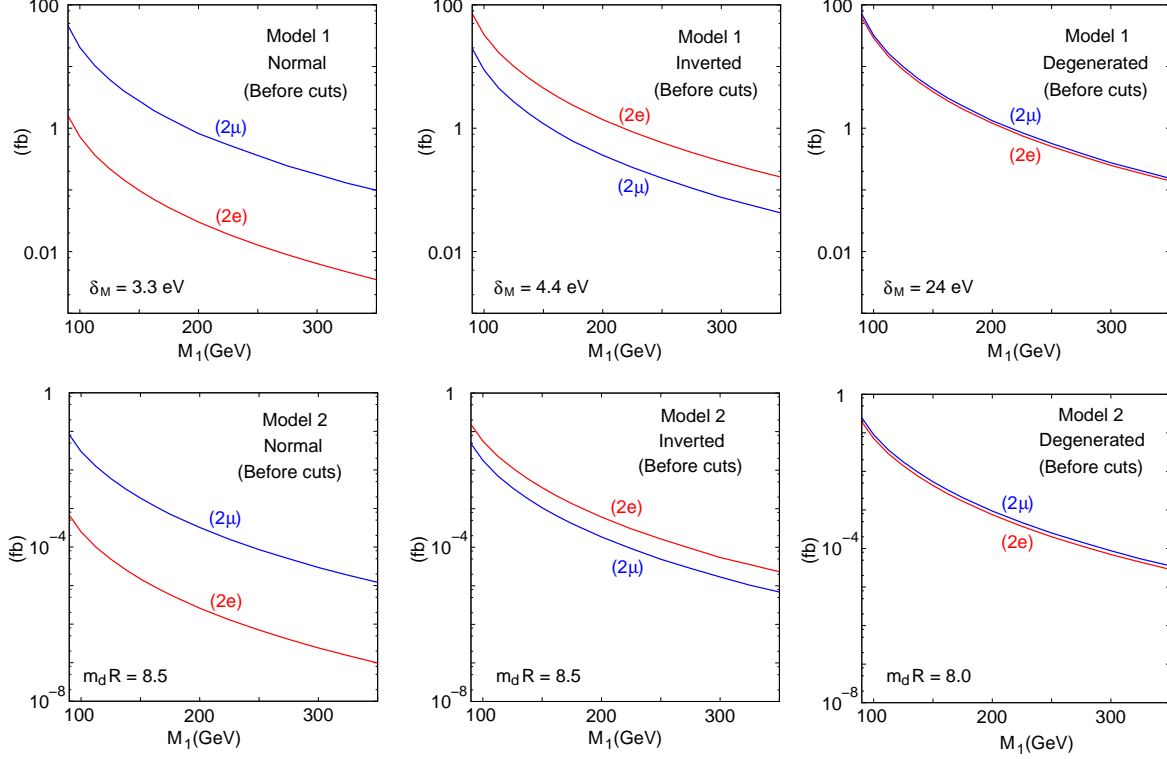 100
1
0.01
(fb)
Model 1
Normal
(Before cuts)
(2μ)
(2e)
δM = 3.3 eV
100 200 300
M1(GeV)
100
1
0.01
(fb)
Model 1
Inverted
(Before cuts)
(2e)
(2μ)
δM = 4.4 eV
100 200 300
M1(GeV)
100
1
0.01
(fb)
Model 1
Degenerated
(Before cuts)
(2μ)
(2e)
δM = 24 eV
100 200 300
M1(GeV)
1
10^-4
10^-8
(fb)
Model 2
Normal
(Before cuts)
(2μ)
(2e)
mdR = 8.5
100 200 300
M1(GeV)
1
10^-4
10^-8
(fb)
Model 2
Inverted
(Before cuts)
(2e)
(2μ)
mdR = 8.5
100 200 300
M1(GeV)
1
10^-4
10^-8
(fb)
Model 2
Degenerated
(Before cuts)
(2μ)
(2e)
mdR = 8.0
100 200 300
M1(GeV)